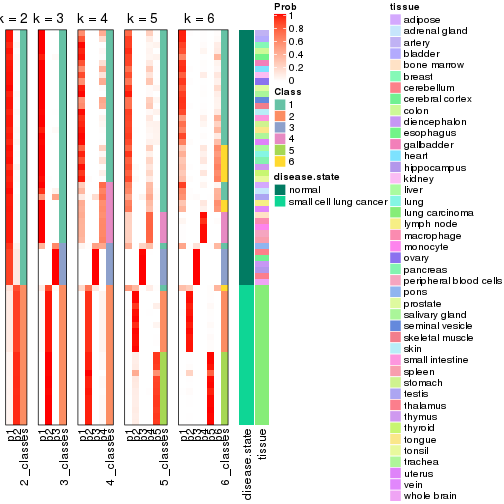 k = 2 k = 3 k = 4 k = 5 k = 6
p1
p2
2_classes
p1
p2
p3
3_classes
p1
p2
p3
p4
4_classes
p1
p2
p3
p4
p5
5_classes
p1
p2
p3
p4
p5
p6
6_classes
disease.state
tissue
Prob
1
0.8
0.6
0.4
0.2
0
Class
1
2
3
4
5
6
disease.state
normal
small cell lung cancer
tissue
adipose
adrenal gland
artery
bladder
bone marrow
breast
cerebellum
cerebral cortex
colon
diencephalon
esophagus
gallbladder
heart
hippocampus
kidney
liver
lung
lung carcinoma
lymph node
macrophage
monocyte
ovary
pancreas
peripheral blood cells
pons
prostate
salivary gland
seminal vesicle
skeletal muscle
skin
small intestine
spleen
stomach
testis
thalamus
thymus
thyroid
tongue
tonsil
trachea
uterus
vein
whole brain